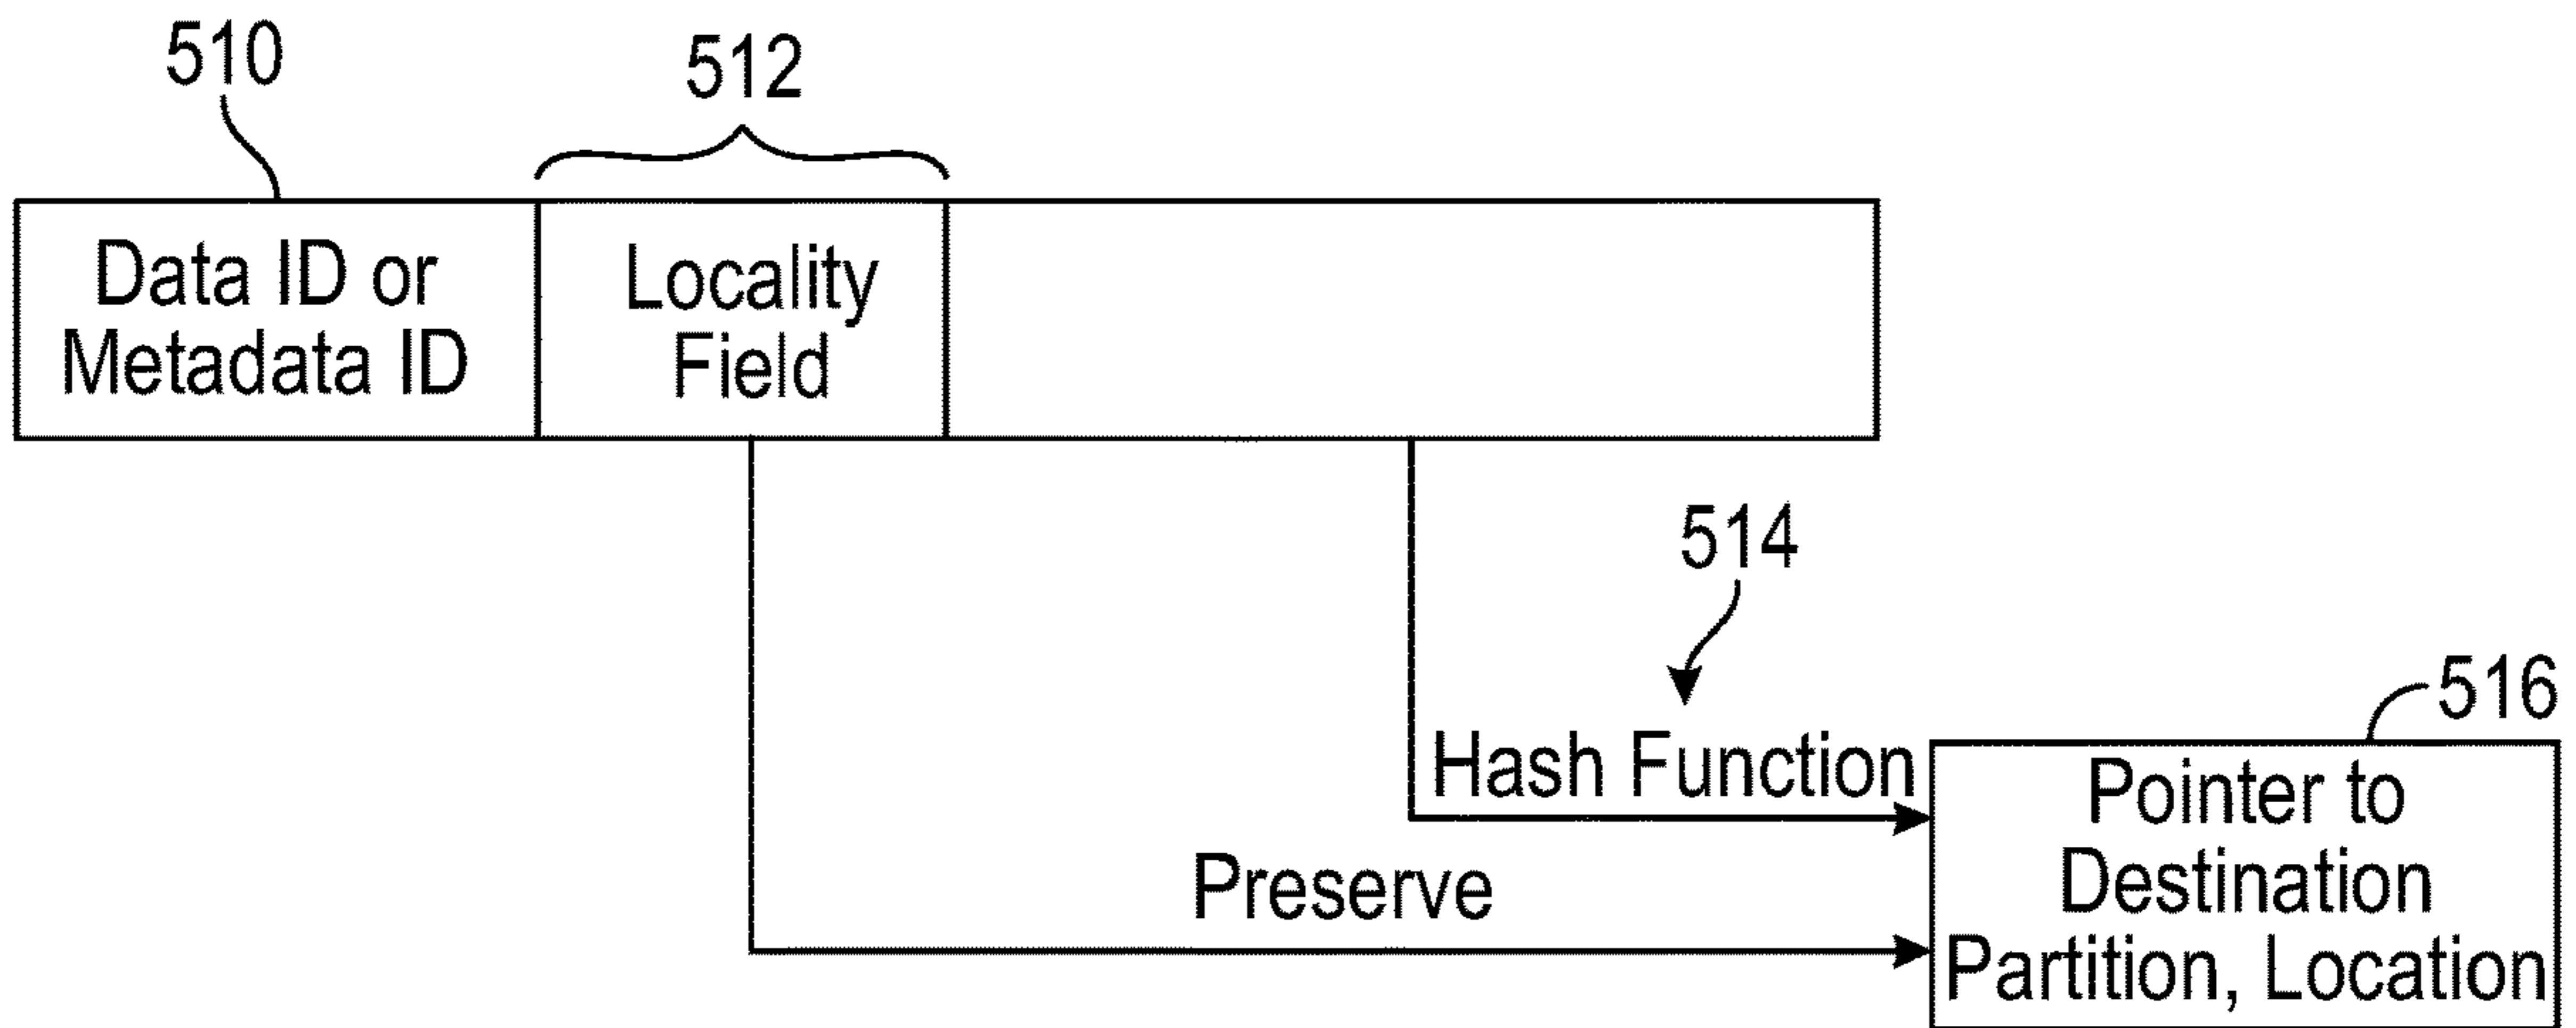 510
512
Data ID or
Metadata ID
Locality
Field
514
516
Hash Function
Pointer to
Destination
Partition, Location
Preserve